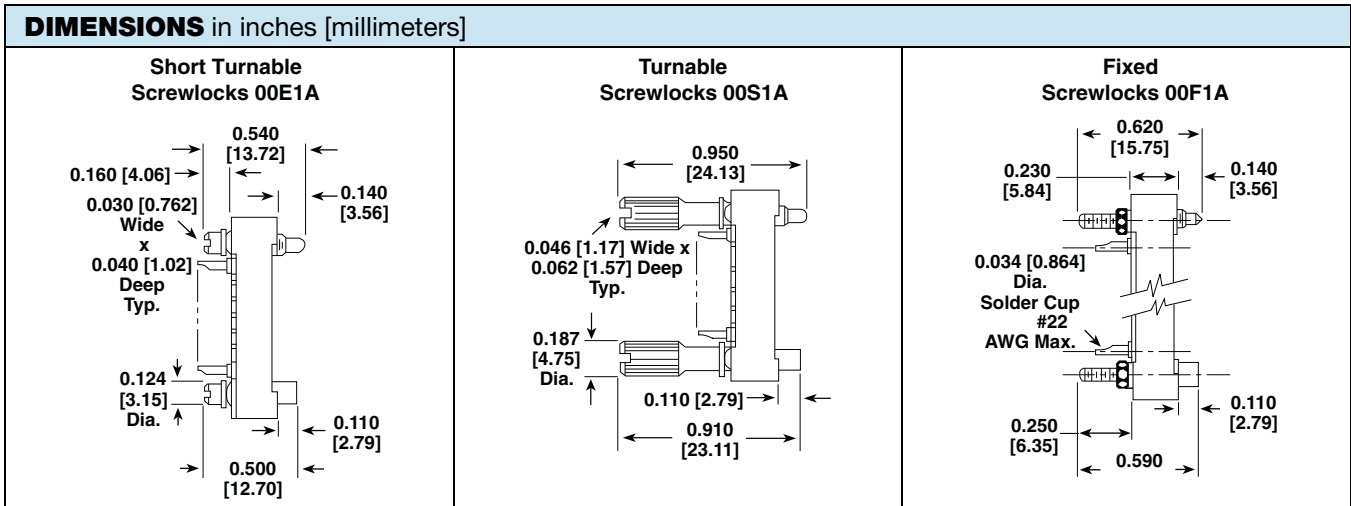 DIMENSIONS in inches [millimeters]
Short Turnable
Screwlocks 00E1A
0.540
[13.72]
0.160 [4.06]
0.140
[3.56]
0.030 [0.762]
Wide
x
0.040 [1.02]
Deep
Typ.
0.124
[3.15]
Dia.
0.110
[2.79]
0.500
[12.70]
Turnable
Screwlocks 00S1A
0.950
[24.13]
0.046 [1.17] Wide x
0.062 [1.57] Deep
Typ.
0.187
[4.75]
Dia.
0.110 [2.79]
0.910
[23.11]
Fixed
Screwlocks 00F1A
0.620
[15.75]
0.230
[5.84]
0.140
[3.56]
0.034 [0.864]
Dia.
Solder Cup
#22
AWG Max.
0.110
[2.79]
0.250
[6.35]
0.590